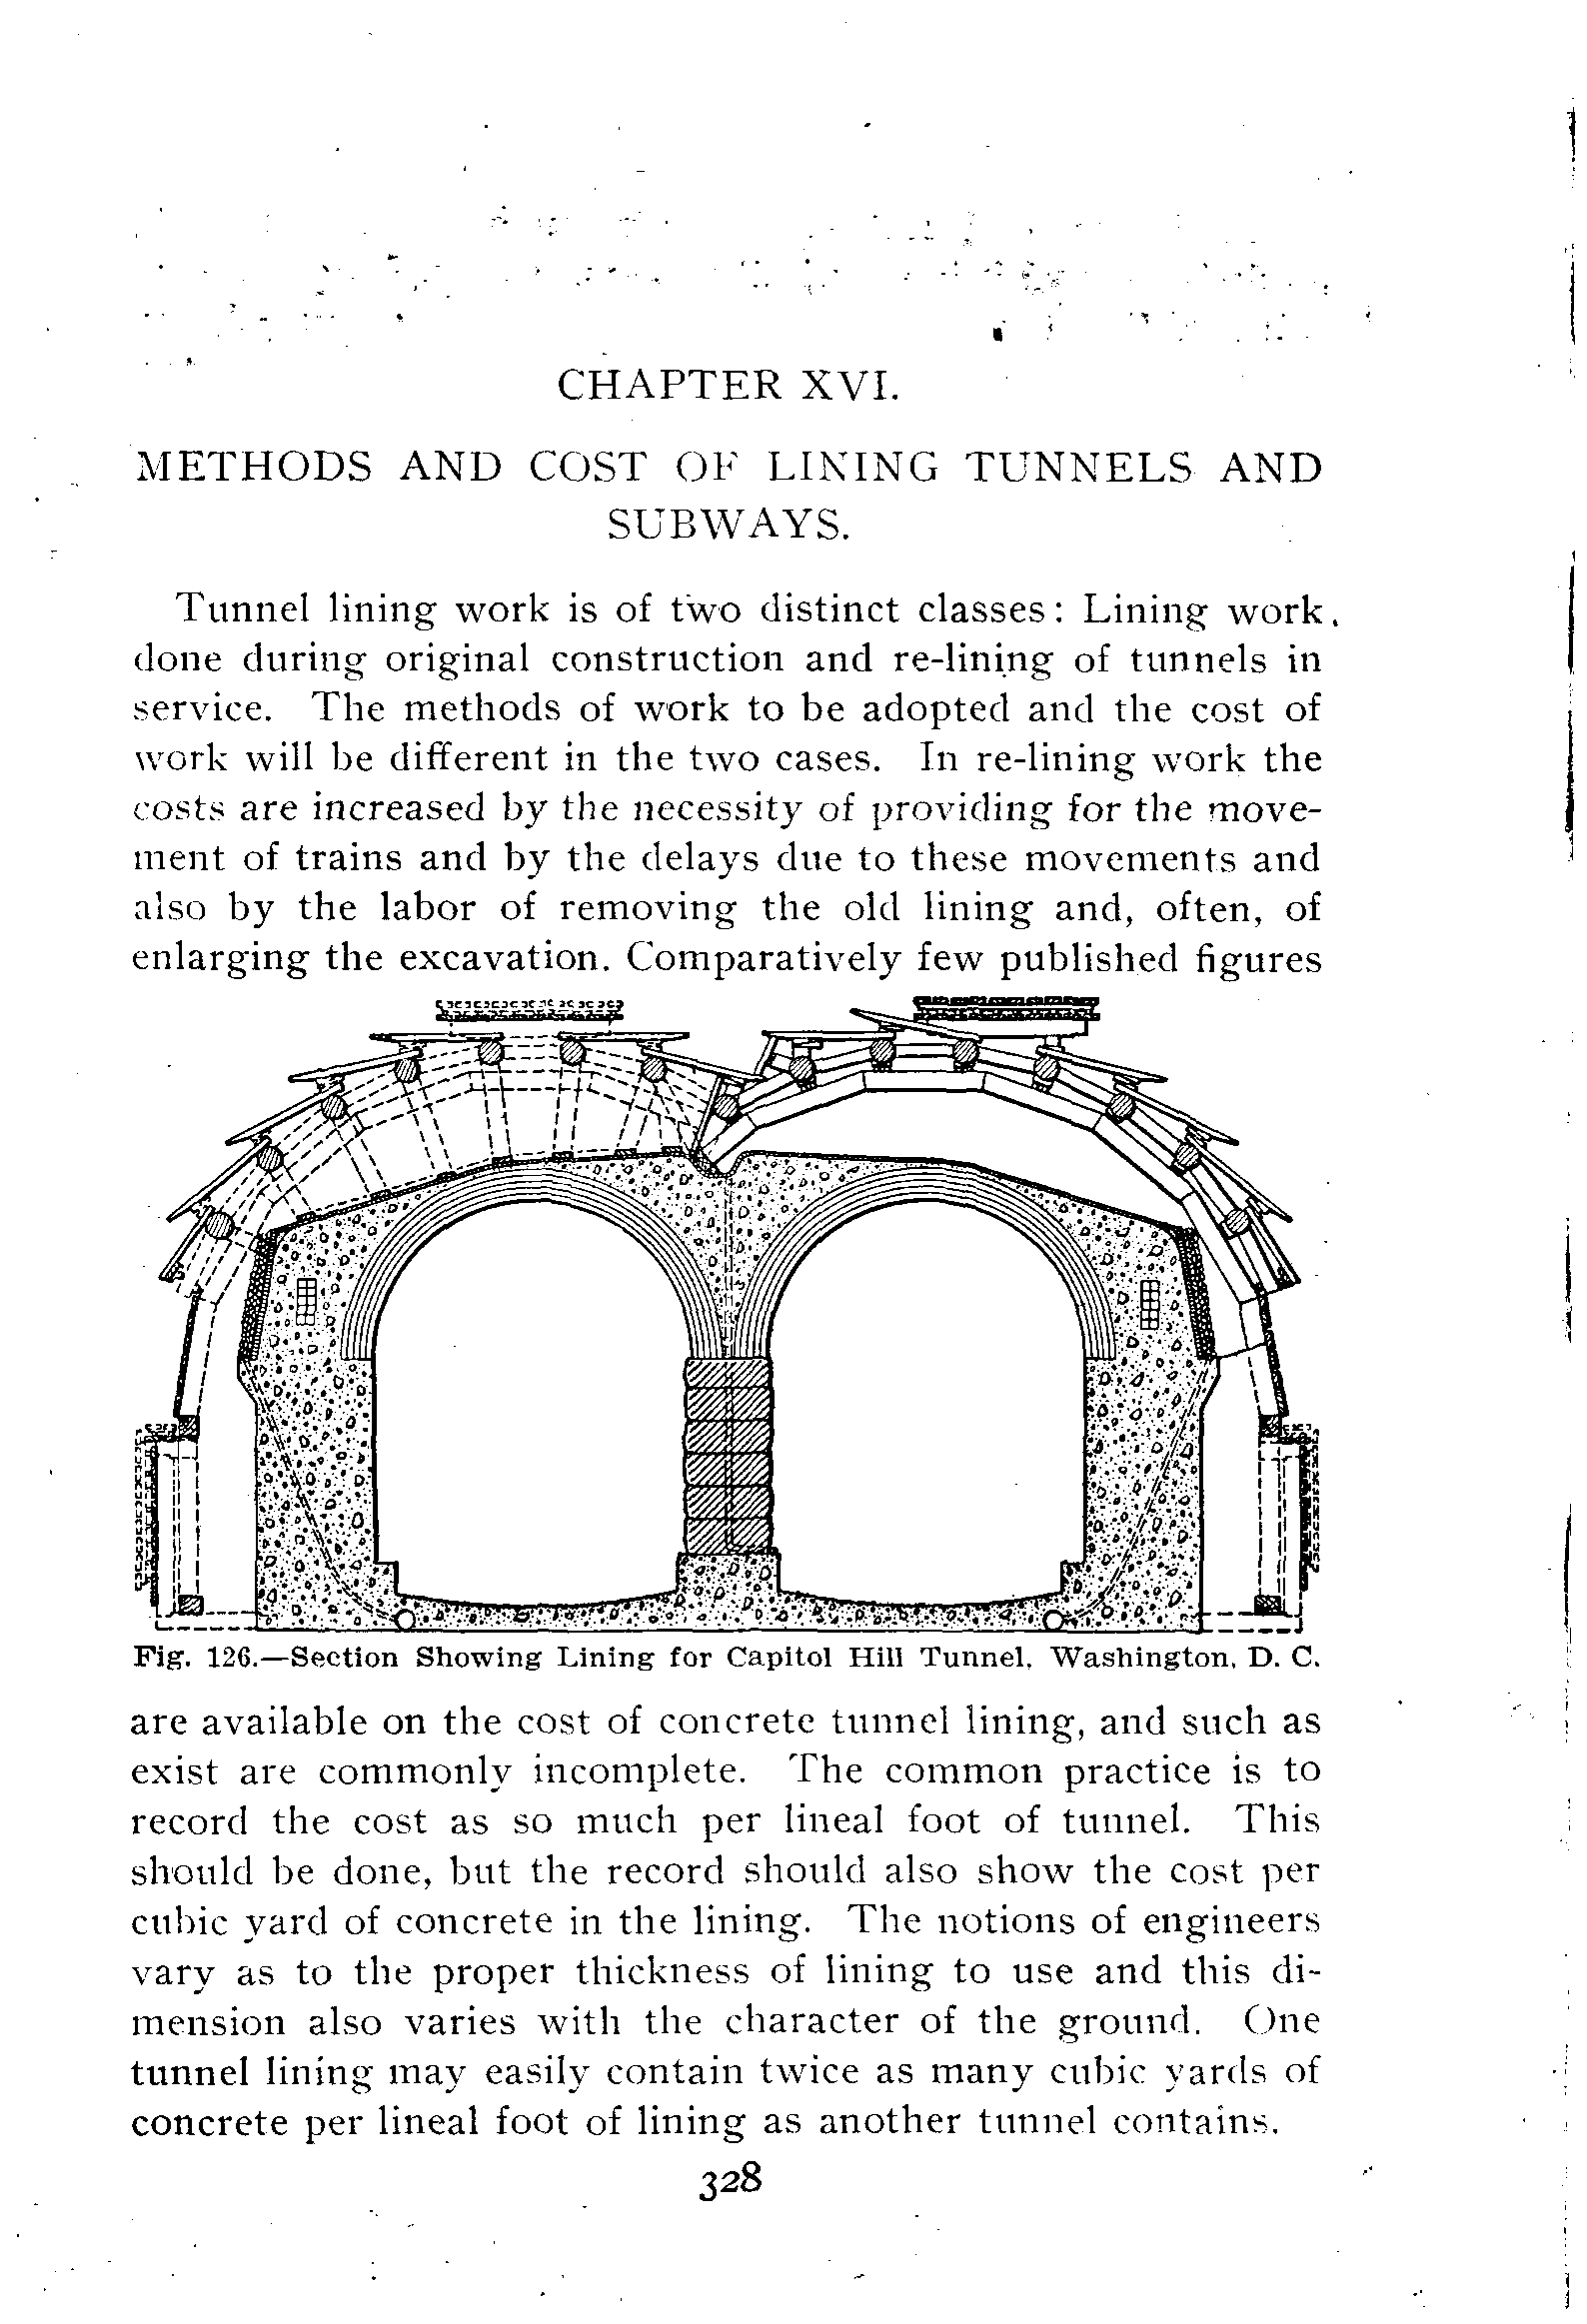 CHAPTER XVI.
METHODS AND COST OF LINING TUNNELS AND
SUBWAYS.
Tunnel lining work is of two distinct classes: Lining work.
done during original construction and re-lining of tunnels in
service. The methods of work to be adopted and the cost of
work will be different in the two cases. In re-lining work the
costs are increased by the necessity of providing for the move-
ment of trains and by the delays due to these movements and
also by the labor of removing the old lining and, often, of
enlarging the excavation. Comparatively few published figures
Fig. 126.—Section Showing Lining for Capitol Hill Tunnel, Washington, D. C.
are available on the cost of concrete tunnel lining, and such as
exist are commonly incomplete. The common practice is to
record the cost as so much per lineal foot of tunnel. This
should be done, but the record should also show the cost per
cubic yard of concrete in the lining. The notions of engineers
vary as to the proper thickness of lining to use and this di-
mension also varies with the character of the ground. One
tunnel lining may easily contain twice as many cubic yards of
concrete per lineal foot of lining as another tunnel contains.
328